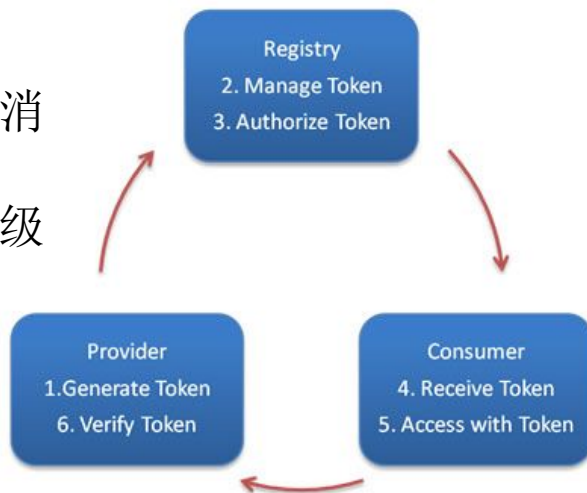 消
级
Registry
2. Manage Token
3. Authorize Token
Provider
1.Generate Token
6. Verify Token
Consumer
4. Receive Token
5. Access with Token